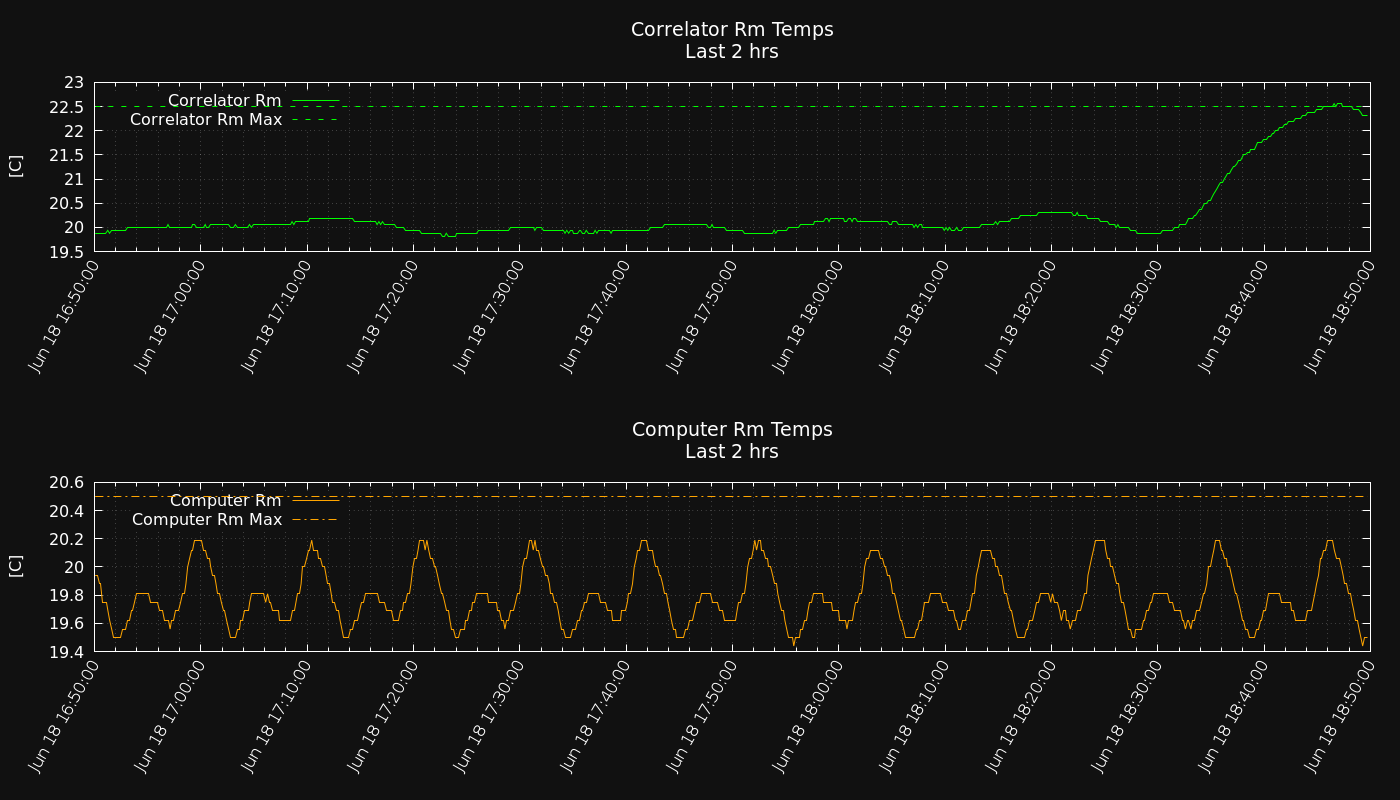 Correlator Rm Temps
Last 2 hrs
23
22.5
22
21.5
21
20.5
20
19.5
[C]
Correlator Rm
Correlator Rm Max
Jun 18 16:50:00
Jun 18 17:00:00
Jun 18 17:10:00
Jun 18 17:20:00
Jun 18 17:30:00
Jun 18 17:40:00
Jun 18 17:50:00
Jun 18 18:00:00
Jun 18 18:10:00
Jun 18 18:20:00
Jun 18 18:30:00
Jun 18 18:40:00
Jun 18 18:50:00
Computer Rm Temps
Last 2 hrs
20.6
20.4
20.2
20
19.8
19.6
19.4
[C]
Computer Rm
Computer Rm Max
Jun 18 16:50:00
Jun 18 17:00:00
Jun 18 17:10:00
Jun 18 17:20:00
Jun 18 17:30:00
Jun 18 17:40:00
Jun 18 17:50:00
Jun 18 18:00:00
Jun 18 18:10:00
Jun 18 18:20:00
Jun 18 18:30:00
Jun 18 18:40:00
Jun 18 18:50:00